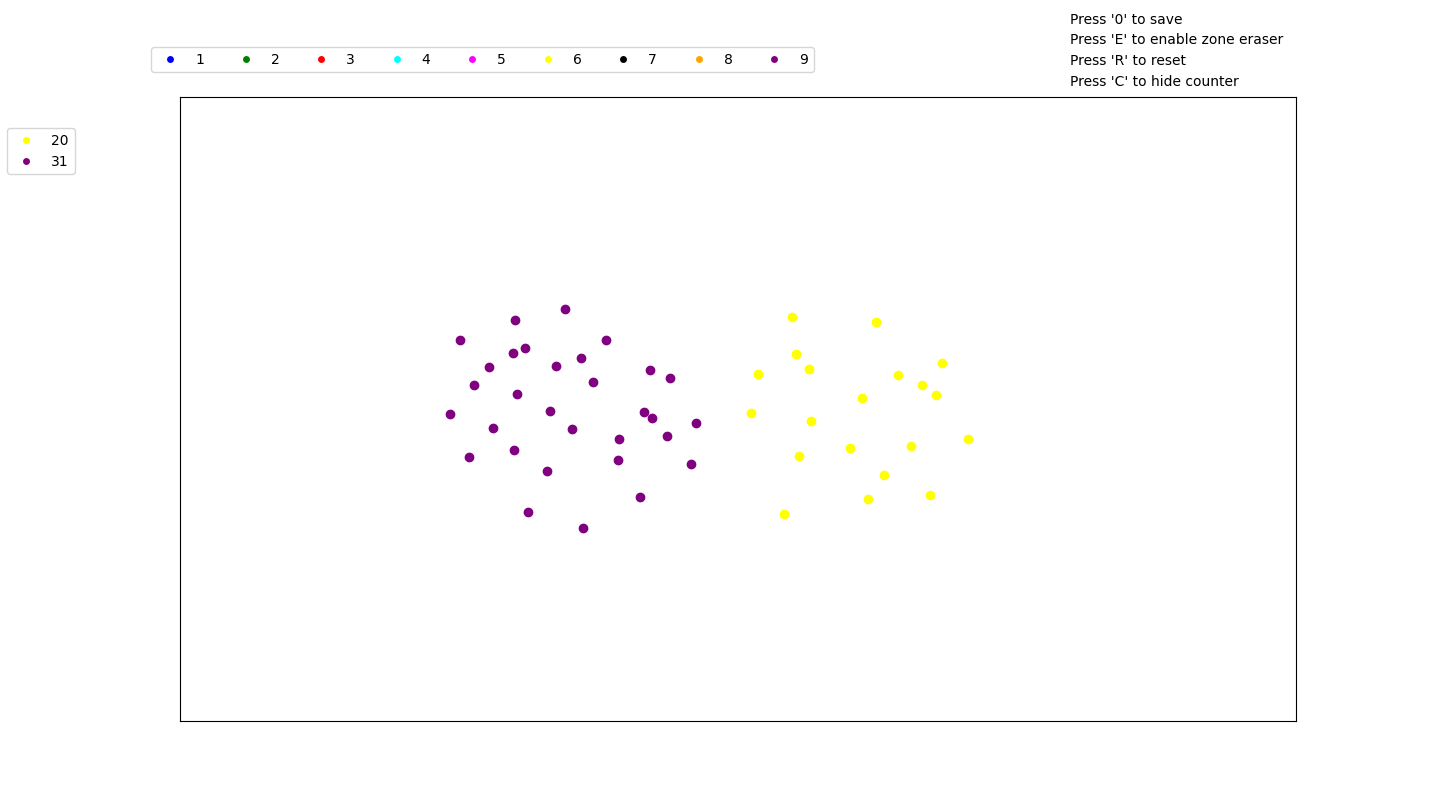 Press '0' to save
Press 'E' to enable zone eraser
Press 'R' to reset
Press 'C' to hide counter
1 2 3 4 5 6 7 8 9
20
31